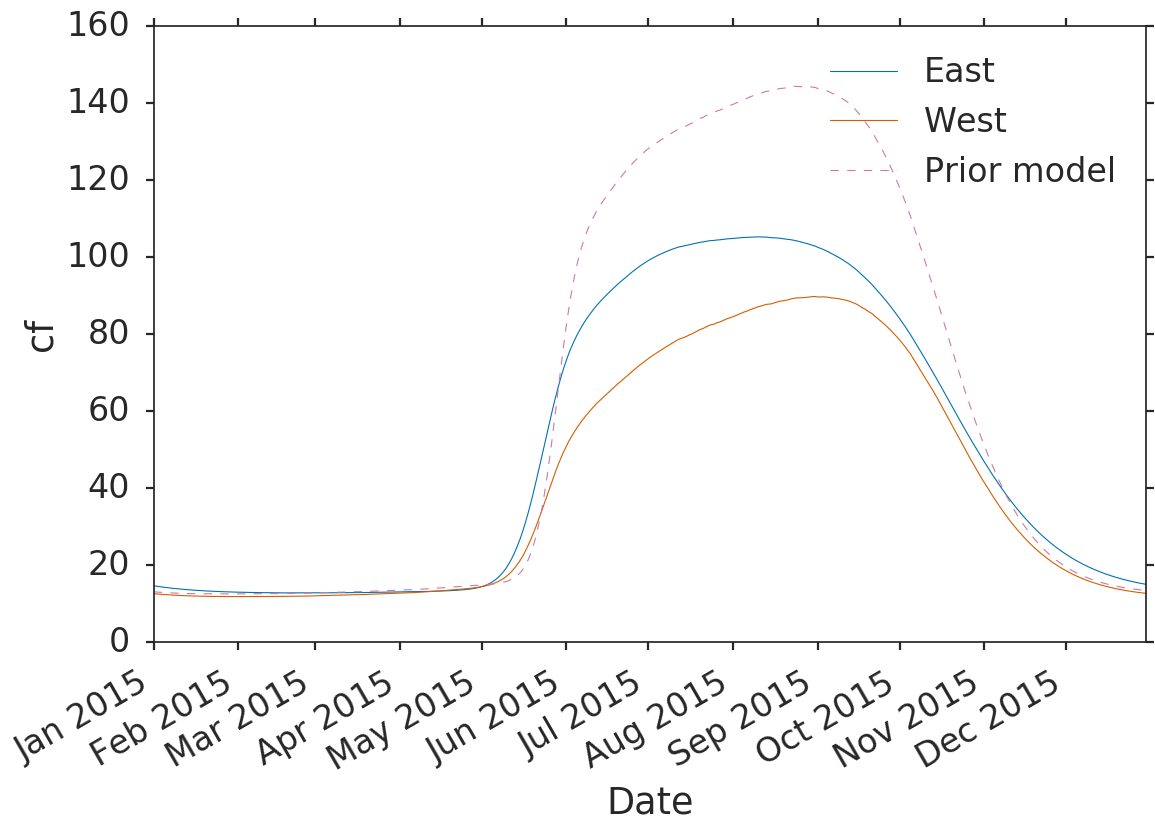 160
140
120
100
80
60
40
20
0
cf
East
West
Prior model
Jan 2015
Feb 2015
Mar 2015
Apr 2015
May 2015
Jun 2015
Jul 2015
Aug 2015
Sep 2015
Oct 2015
Nov 2015
Dec 2015
Date